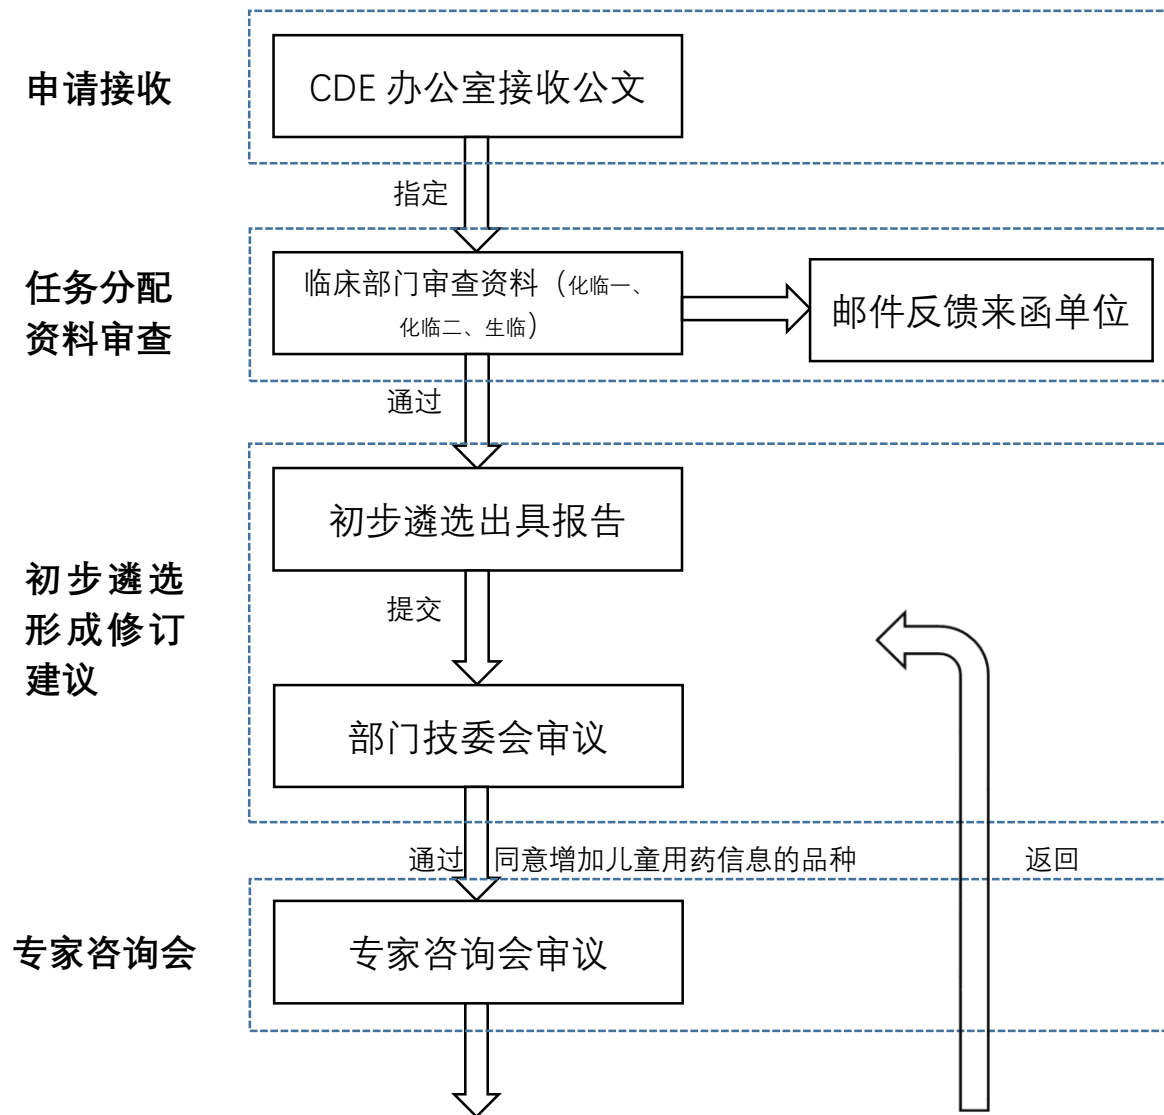 申请接收
CDE 办公室接收公文
指定
任务分配
资料审查
临床部门审查资料（化临一、
化临二、生临）
邮件反馈来函单位
通过
初步遴选
形成修订
建议
初步遴选出具报告
提交
部门技委会审议
通过
同意增加儿童用药信息的品种
返回
专家咨询会
专家咨询会审议